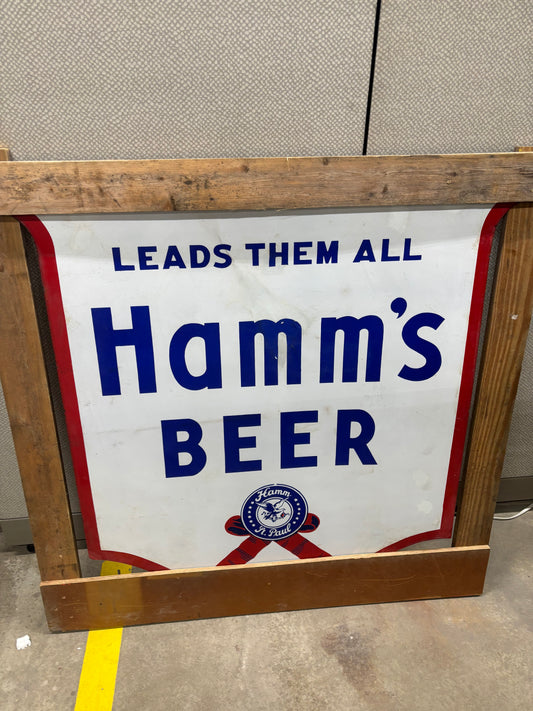 LEADS THEM ALL
Hamm's
BEER
Hamm
St. Paul